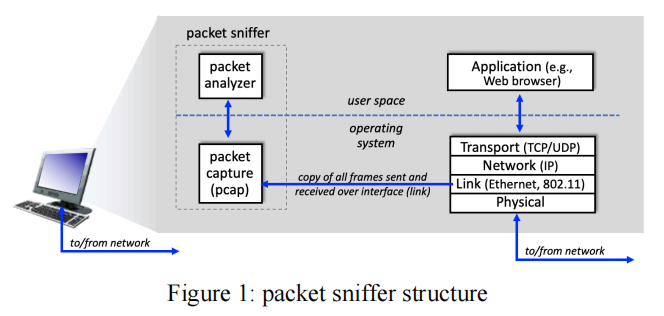 packet sniffer
packet
analyzer
Application (e.g.,
Web browser)
user space
operating
system
packet
capture
(pcap)
copy of all frames sent and
received over interface (link)
Transport (TCP/UDP)
Network (IP)
Link (Ethernet, 802.11)
Physical
to/from network
to/from network
Figure 1: packet sniffer structure